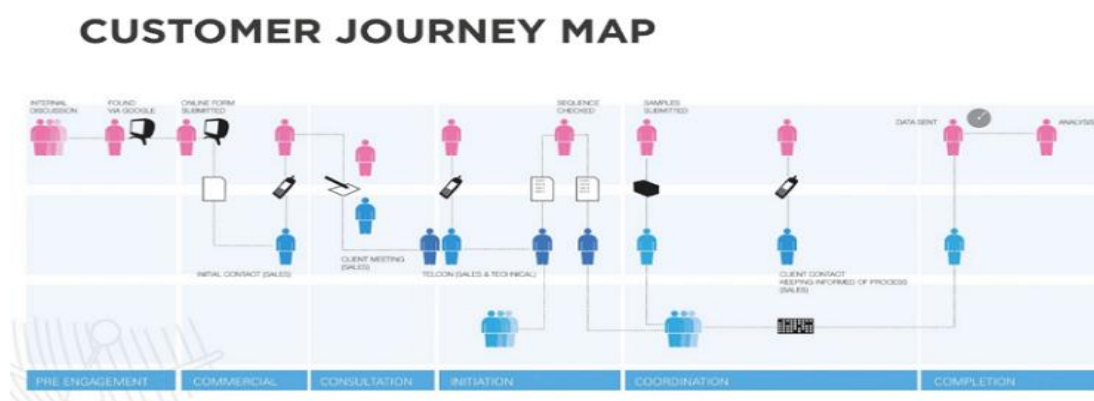 CUSTOMER JOURNEY MAP
INTERNAL
DISCUSSION
FOUND
VIA GOOGLE
ONLINE FORM
SUBMITTED
SEQUENCE
CHECKED
SAMPLES
SUBMITTED
DATA SENT
ANALYSIS
INITIAL CONTACT (SALES)
CLIENT MEETING
(SALES)
TELCON (SALES & TECHNICAL)
CLIENT CONTACT
KEEPING INFORMED OF PROCESS
(SALES)
PRE ENGAGEMENT
COMMERCIAL
CONSULTATION
INITIATION
COORDINATION
COMPLETION